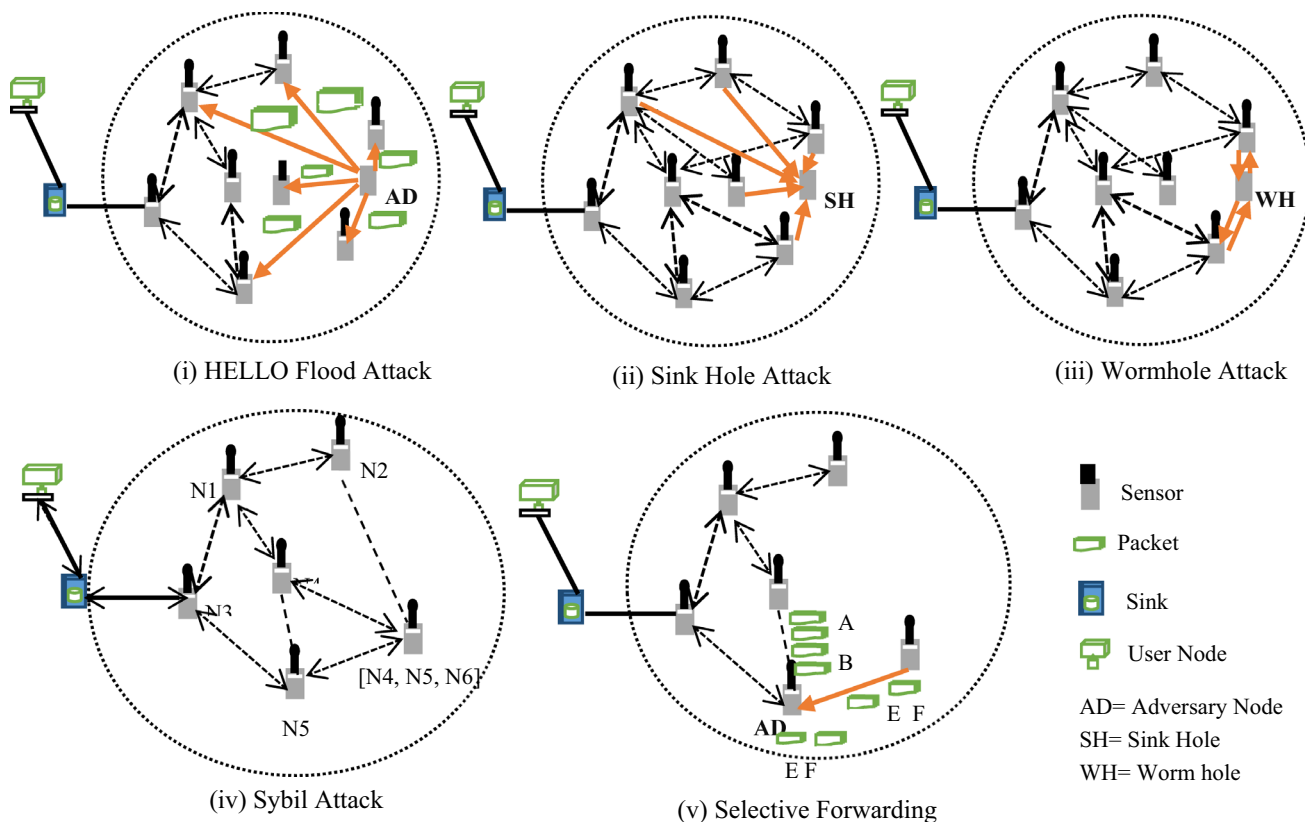 AD
SH
WH
(i) HELLO Flood Attack
(ii) Sink Hole Attack
(iii) Wormhole Attack
N1
N2
N3
[N4, N5, N6]
N5
(iv) Sybil Attack
A
B
E F
AD
E F
(v) Selective Forwarding
Sensor
Packet
Sink
User Node
AD= Adversary Node
SH= Sink Hole
WH= Worm hole